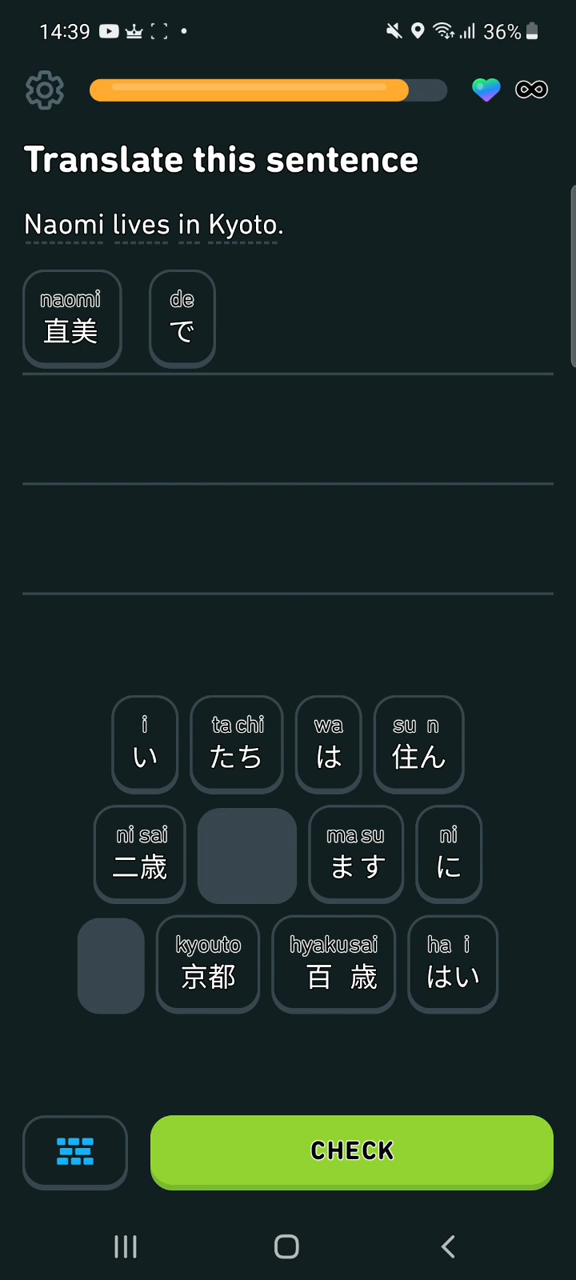 14:39
36%
Translate this sentence
Naomi lives in Kyoto.
naomi de
直美 で
i ta chi wa su n
い たち は 住ん
ni sai ma su ni
二歳 ます に
kyouto hyakusai ha i
京都 百歳 はい
CHECK